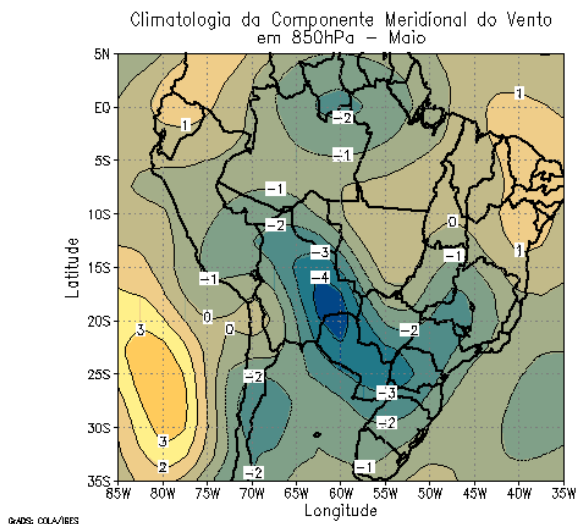 Climatologia da Componente Meridional do Vento
em 850hPa – Maio
5N
EQ
5S
10S
15S
20S
25S
30S
35S
Latitude
85W 80W 75W 70W 65W 60W 55W 50W 45W 40W 35W
Longitude
1
1
-2
-1
-1
0
-2
-3
-1
1
-4
-1
0
0
3
-2
-2
-3
-2
3
2
-2
-1
GrADS: COLA/IGES